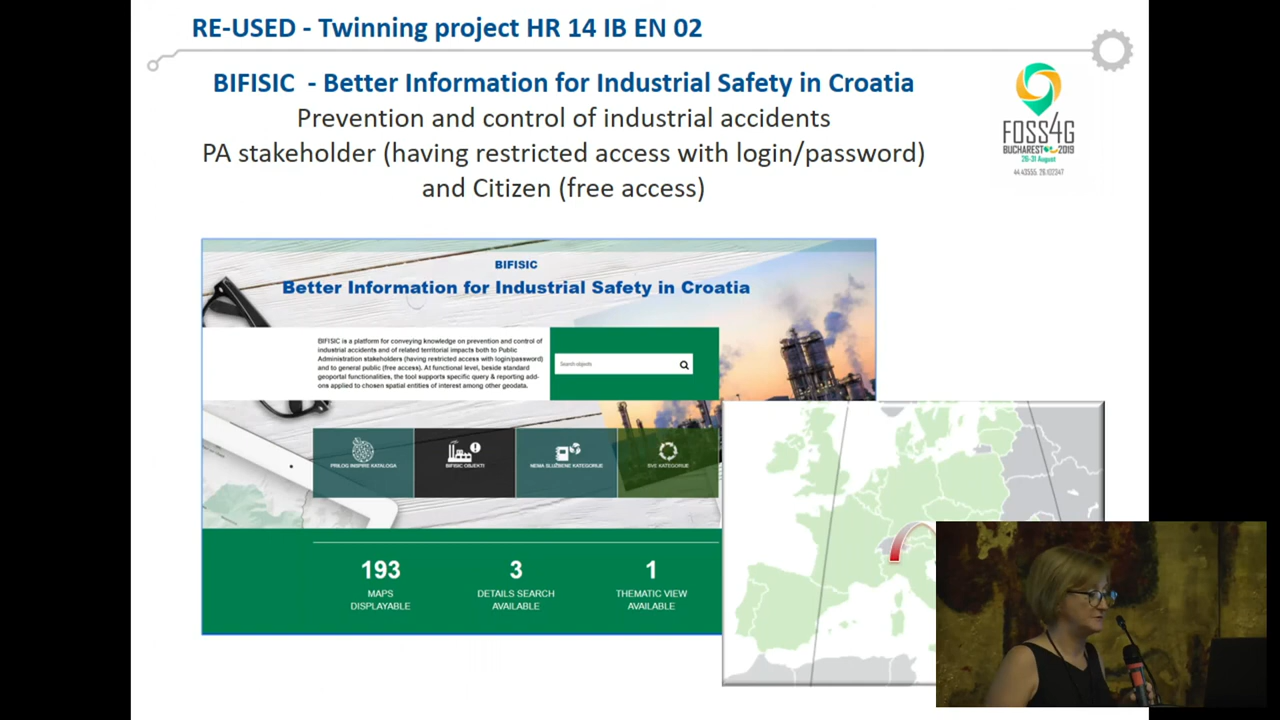 RE-USED - Twinning project HR 14 IB EN 02
BIFISIC - Better Information for Industrial Safety in Croatia
Prevention and control of industrial accidents
PA stakeholder (having restricted access with login/password)
and Citizen (free access)
FOSS4G
BUCHAREST 2019
26-31 August
44.43555, 26.102347
BIFISIC
Better Information for Industrial Safety in Croatia
BIFISIC is a platform for conveying knowledge on prevention and control of
industrial accidents and of related territorial impacts both to Public
Administration stakeholders (having restricted access with login/password)
and to general public (free access). At functional level, beside standard
geoportal functionalities, the tool supports specific query & reporting add-
ons applied to chosen spatial entities of interest among other geodata.
Search objects
PRILOG INSPIRE KATALOGA
BIFISIC OBJEKTI
NEMA SLUŽBENE KATEGORIJE
SVE KATEGORIJE
193
MAPS
DISPLAYABLE
3
DETAILS SEARCH
AVAILABLE
1
THEMATIC VIEW
AVAILABLE